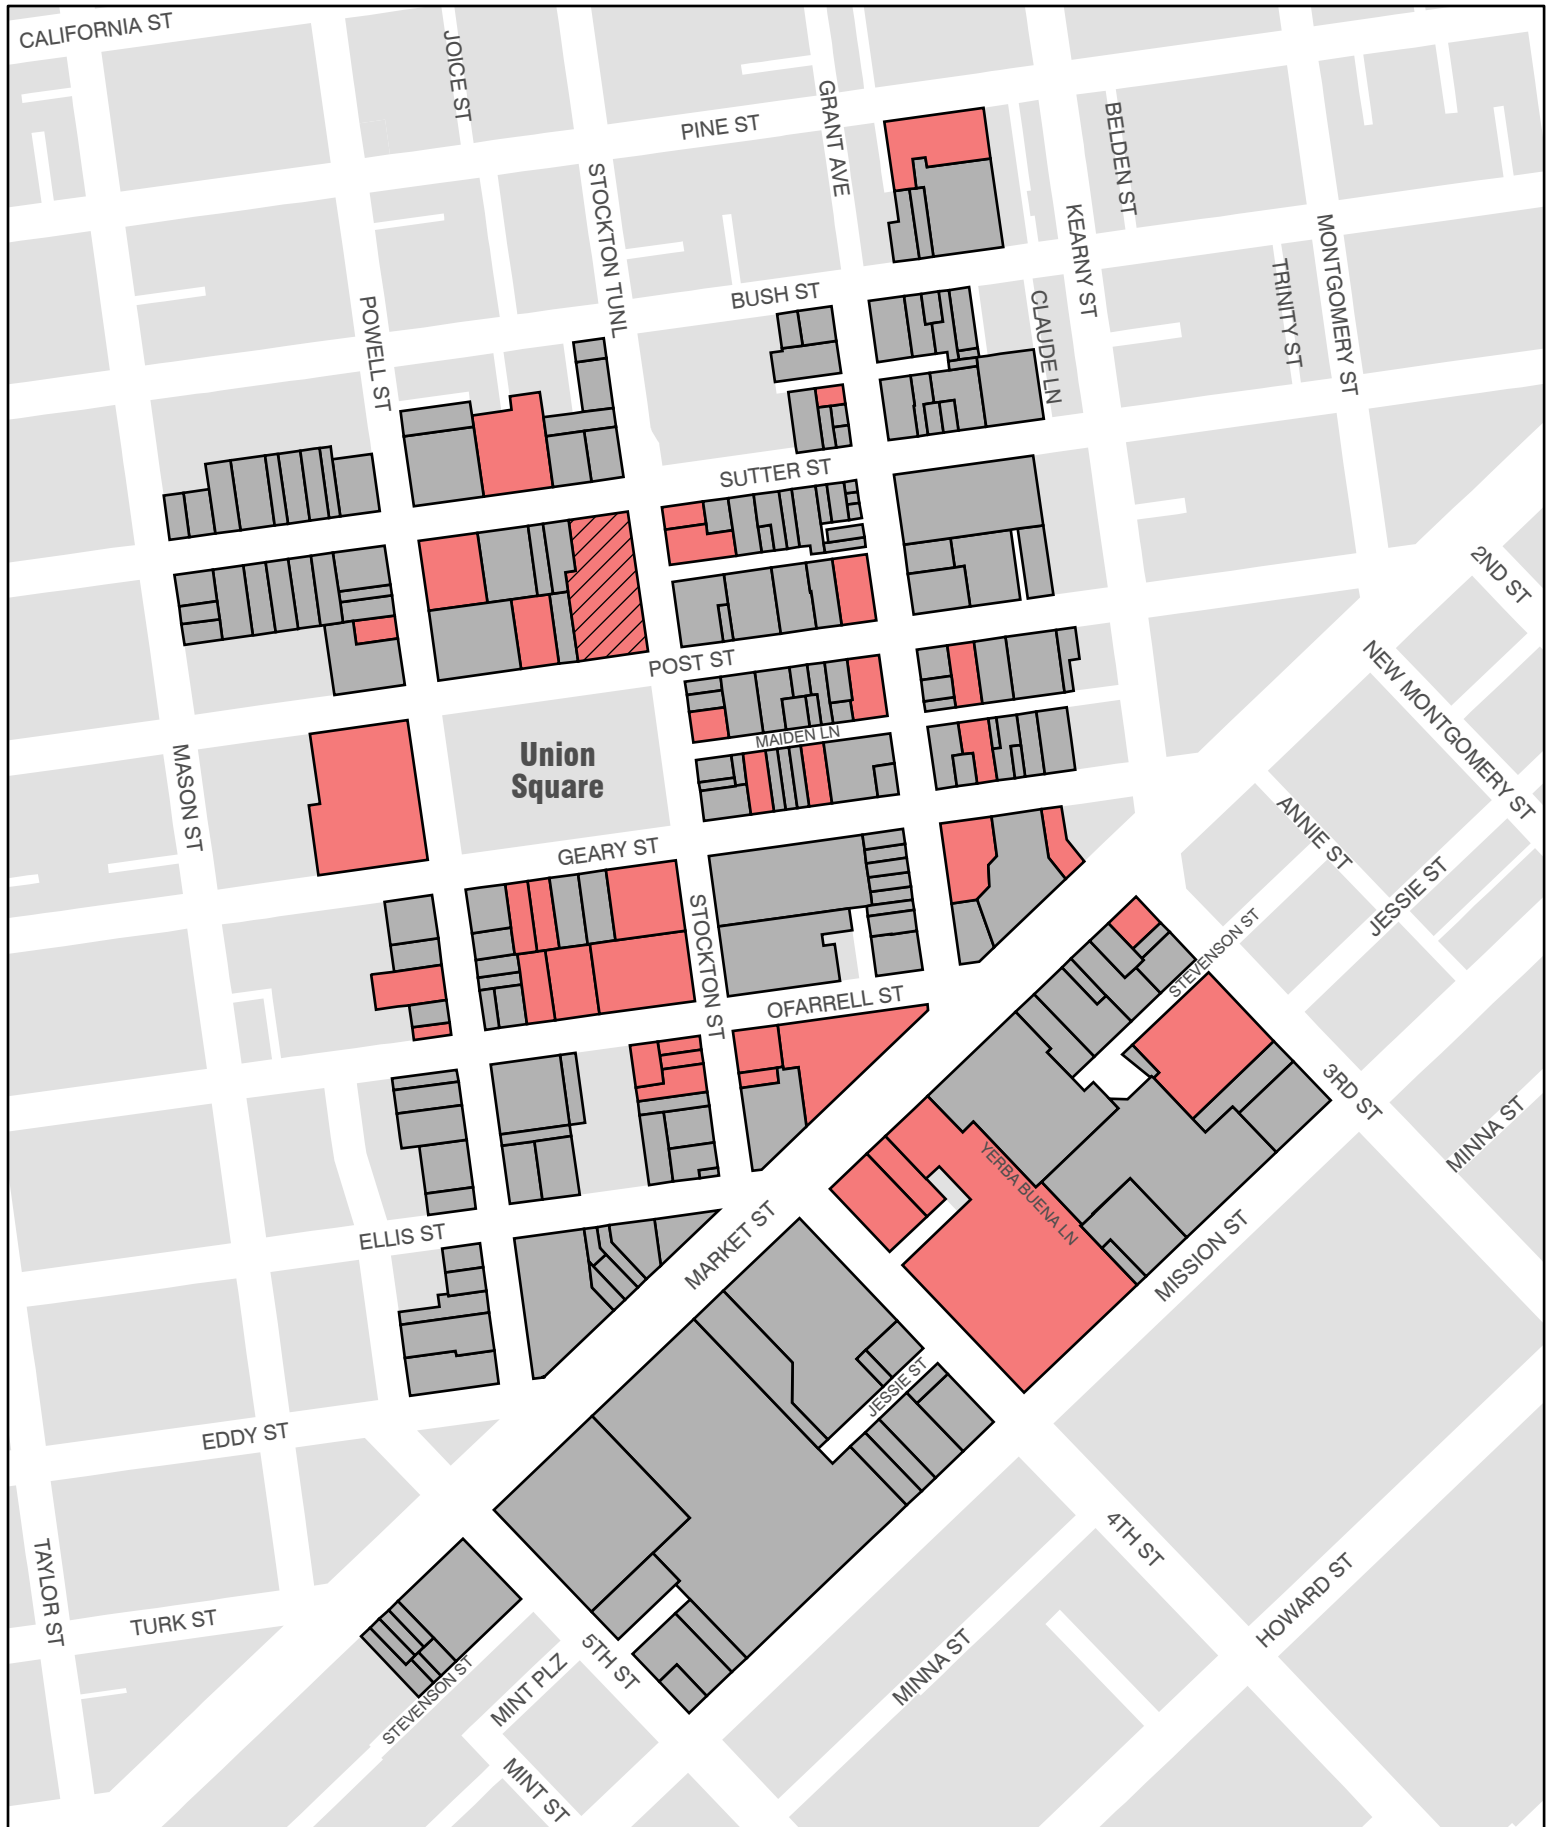 CALIFORNIA ST
JOICE ST
GRANT AVE
PINE ST
BELDEN ST
STOCKTON TUNL
KEARNY ST
MONTGOMERY ST
TRINITY ST
BUSH ST
CLAUDE LN
POWELL ST
SUTTER ST
2ND ST
POST ST
NEW MONTGOMERY ST
MAIDEN LN
Union
Square
MASON ST
ANNIE ST
GEARY ST
JESSIE ST
STOCKTON ST
STEVENSON ST
OFARRELL ST
3RD ST
MINNA ST
YERBA BUENA LN
ELLIS ST
MARKET ST
MISSION ST
JESSIE ST
EDDY ST
4TH ST
TAYLOR ST
TURK ST
HOWARD ST
5TH ST
MINNA ST
STEVENSON ST
MINT PLZ
MINT ST